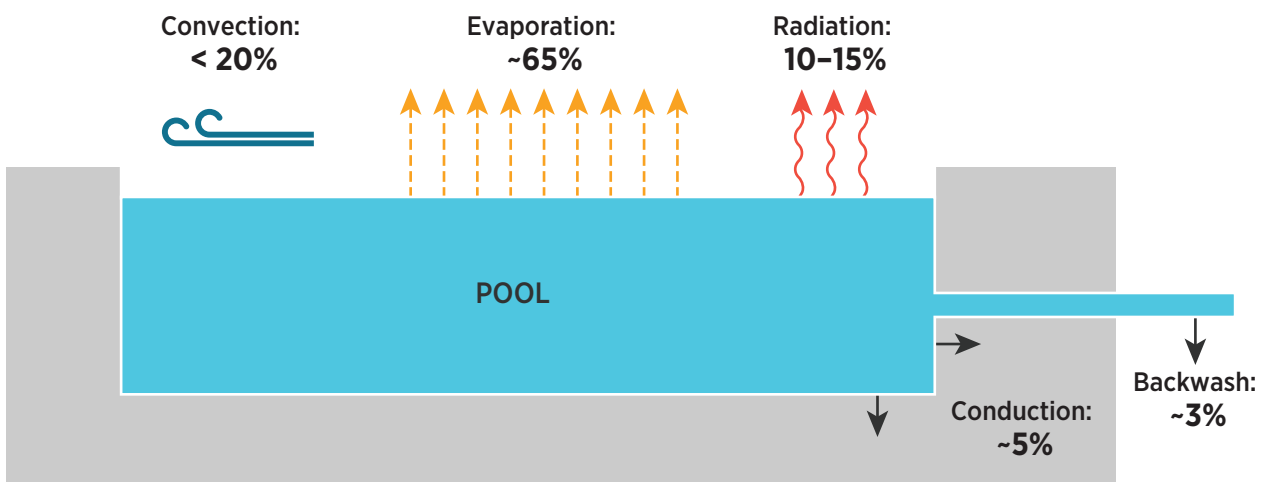 Convection:
< 20%
Evaporation:
~65%
Radiation:
10–15%
POOL
Conduction:
~5%
Backwash:
~3%